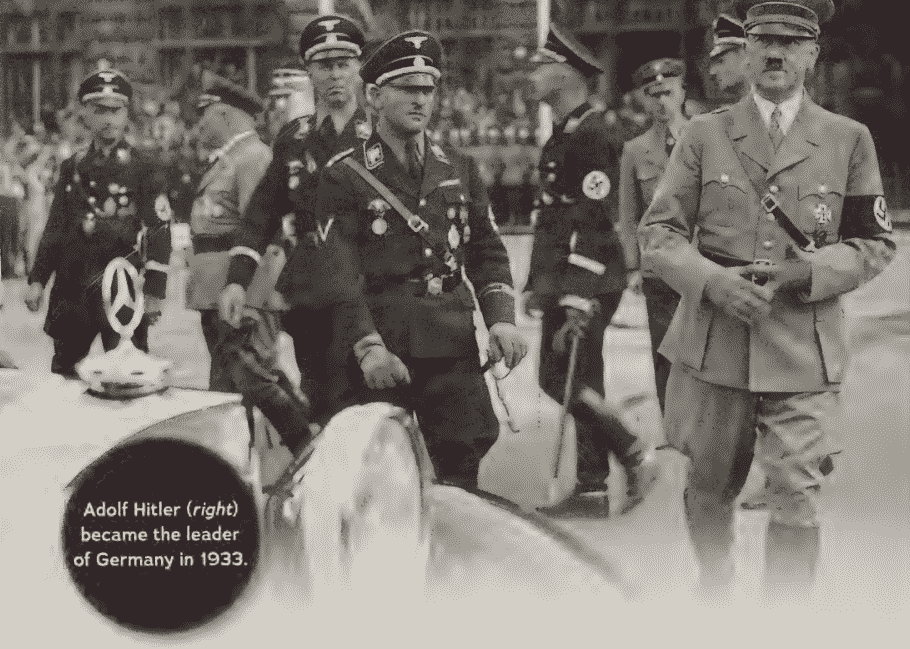 Adolf Hitler (right)
became the leader
of Germany in 1933.